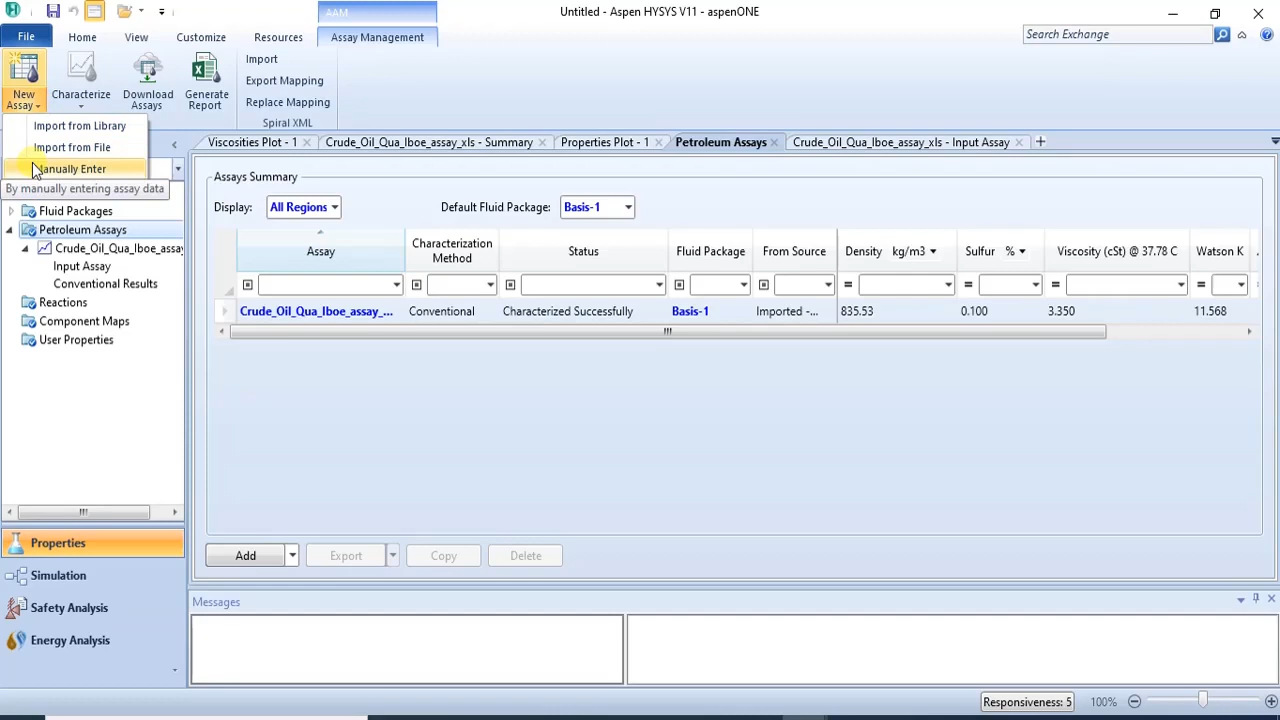 AAM
Untitled - Aspen HYSYS V11 - aspenONE
File
Home
View
Customize
Resources
Assay Management
Search Exchange
New
Assay
Characterize
Download
Assays
Generate
Report
Import
Export Mapping
Replace Mapping
Spiral XML
Import from Library
Import from File
Manually Enter
By manually entering assay data
Viscosities Plot - 1
Crude_Oil_Qua_Iboe_assay_xls - Summary
Properties Plot - 1
Petroleum Assays
Crude_Oil_Qua_Iboe_assay_xls - Input Assay
Fluid Packages
Petroleum Assays
Crude_Oil_Qua_Iboe_assay
Input Assay
Conventional Results
Reactions
Component Maps
User Properties
Assays Summary
Display:
All Regions
Default Fluid Package:
Basis-1
Assay
Characterization
Method
Status
Fluid Package
From Source
Density kg/m3
Sulfur %
Viscosity (cSt) @ 37.78 C
Watson K
= = = =
Crude_Oil_Qua_Iboe_assay_... Conventional Characterized Successfully Basis-1 Imported -... 835.53 0.100 3.350 11.568
Add
Export
Copy
Delete
Properties
Simulation
Safety Analysis
Energy Analysis
Messages
Responsiveness: 5
100%